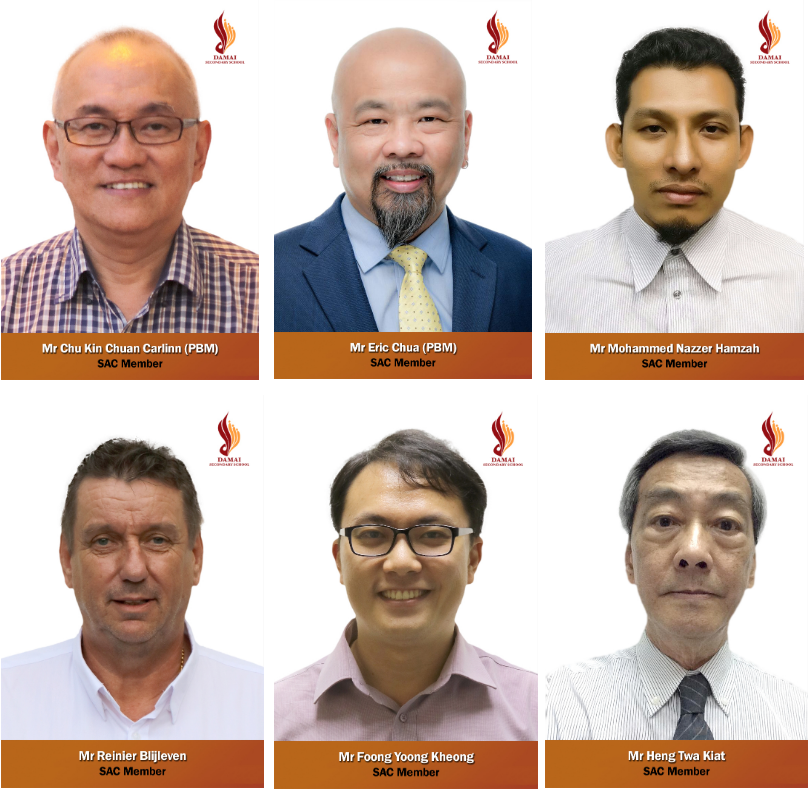 DAMAI
SECONDARY SCHOOL
DAMAI
SECONDARY SCHOOL
DAMAI
SECONDARY SCHOOL
Mr Chu Kin Chuan Carlinn (PBM)
SAC Member
Mr Eric Chua (PBM)
SAC Member
Mr Mohammed Nazzer Hamzah
SAC Member
DAMAI
SECONDARY SCHOOL
DAMAI
SECONDARY SCHOOL
DAMAI
SECONDARY SCHOOL
Mr Reinier Blijleven
SAC Member
Mr Foong Yoong Kheong
SAC Member
Mr Heng Twa Kiat
SAC Member